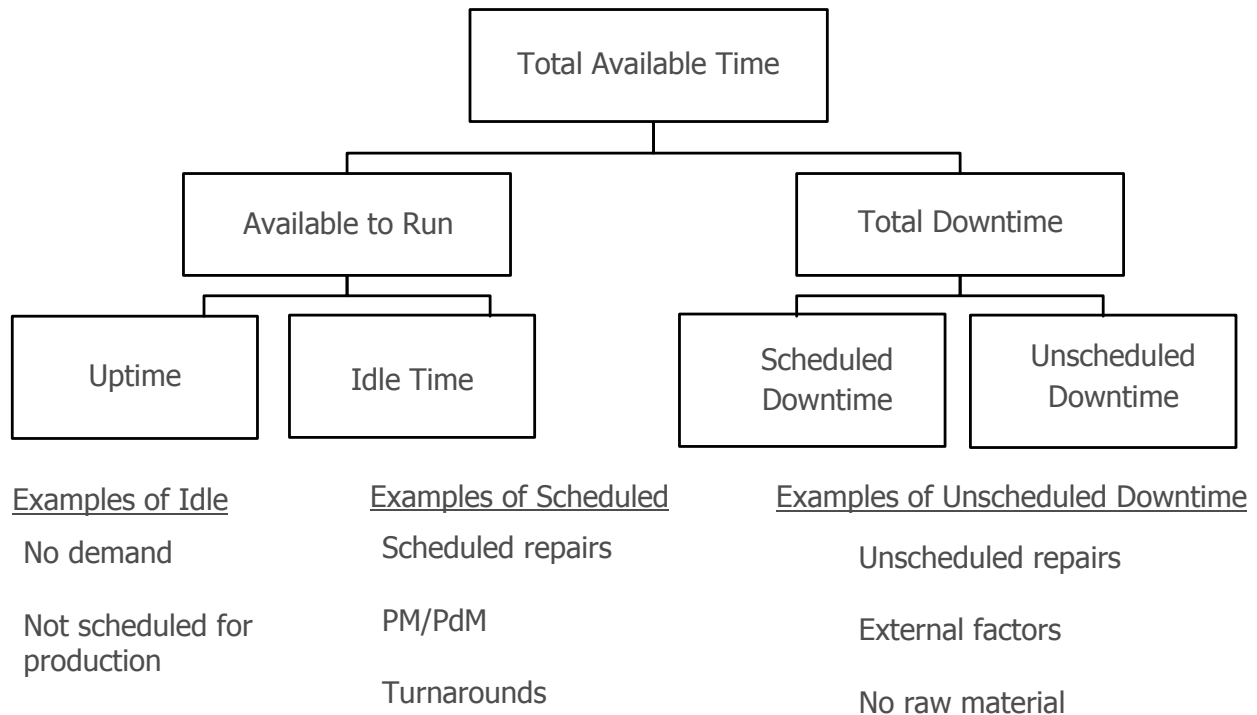 Total Available Time
Available to Run
Total Downtime
Uptime
Idle Time
Scheduled
Downtime
Unscheduled
Downtime
Examples of Idle
No demand
Not scheduled for
production
Examples of Scheduled
Scheduled repairs
PM/PdM
Turnarounds
Examples of Unscheduled Downtime
Unscheduled repairs
External factors
No raw material